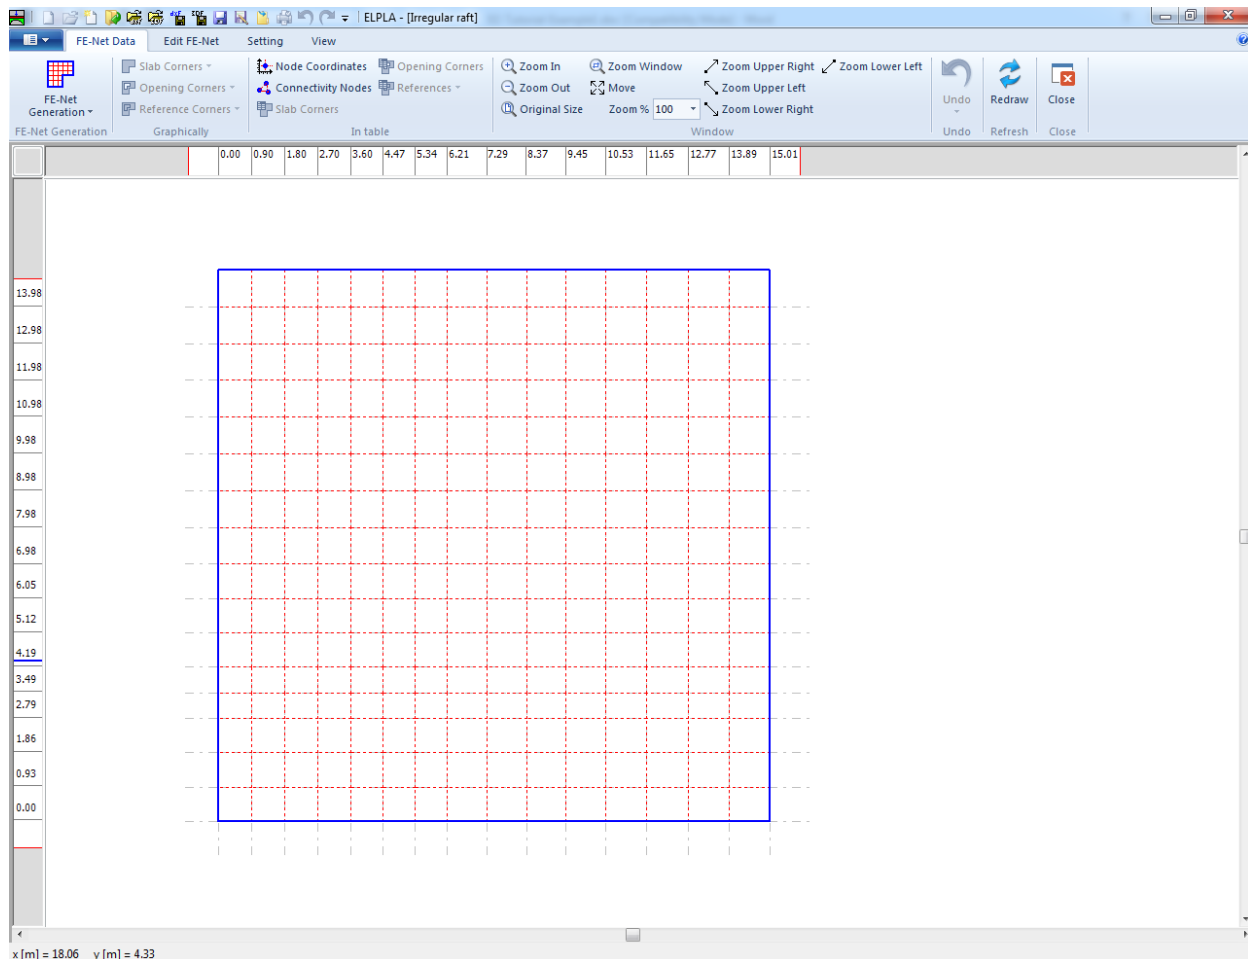 ELPLA - [Irregular raft]
FE-Net Data Edit FE-Net Setting View
FE-Net Generation
Slab Corners
Opening Corners
Reference Corners
Node Coordinates
Connectivity Nodes
Slab Corners
Opening Corners
References
Zoom In
Zoom Out
Original Size
Zoom Window
Move
Zoom % 100
Zoom Upper Right
Zoom Upper Left
Zoom Lower Right
Zoom Lower Left
Undo
Redraw
Close
FE-Net Generation Graphically In table Window Undo Refresh Close
0.00 0.90 1.80 2.70 3.60 4.47 5.34 6.21 7.29 8.37 9.45 10.53 11.65 12.77 13.89 15.01
13.98
12.98
11.98
10.98
9.98
8.98
7.98
6.98
6.05
5.12
4.19
3.49
2.79
1.86
0.93
0.00
x [m] = 18.06 y [m] = 4.33